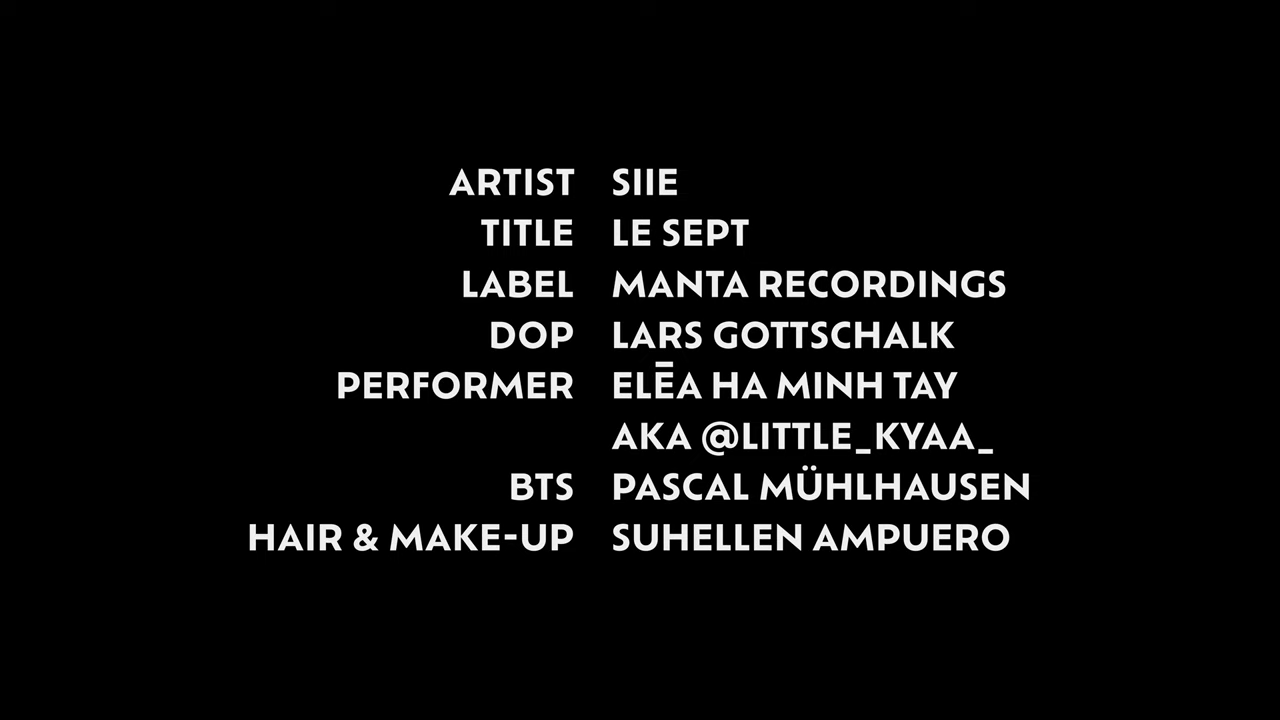 ARTIST SIIE
TITLE LE SEPT
LABEL MANTA RECORDINGS
DOP LARS GOTTSCHALK
PERFORMER ELĒA HA MINH TAY
AKA @LITTLE_KYAA_
BTS PASCAL MÜHLHAUSEN
HAIR & MAKE-UP SUHELLEN AMPUERO